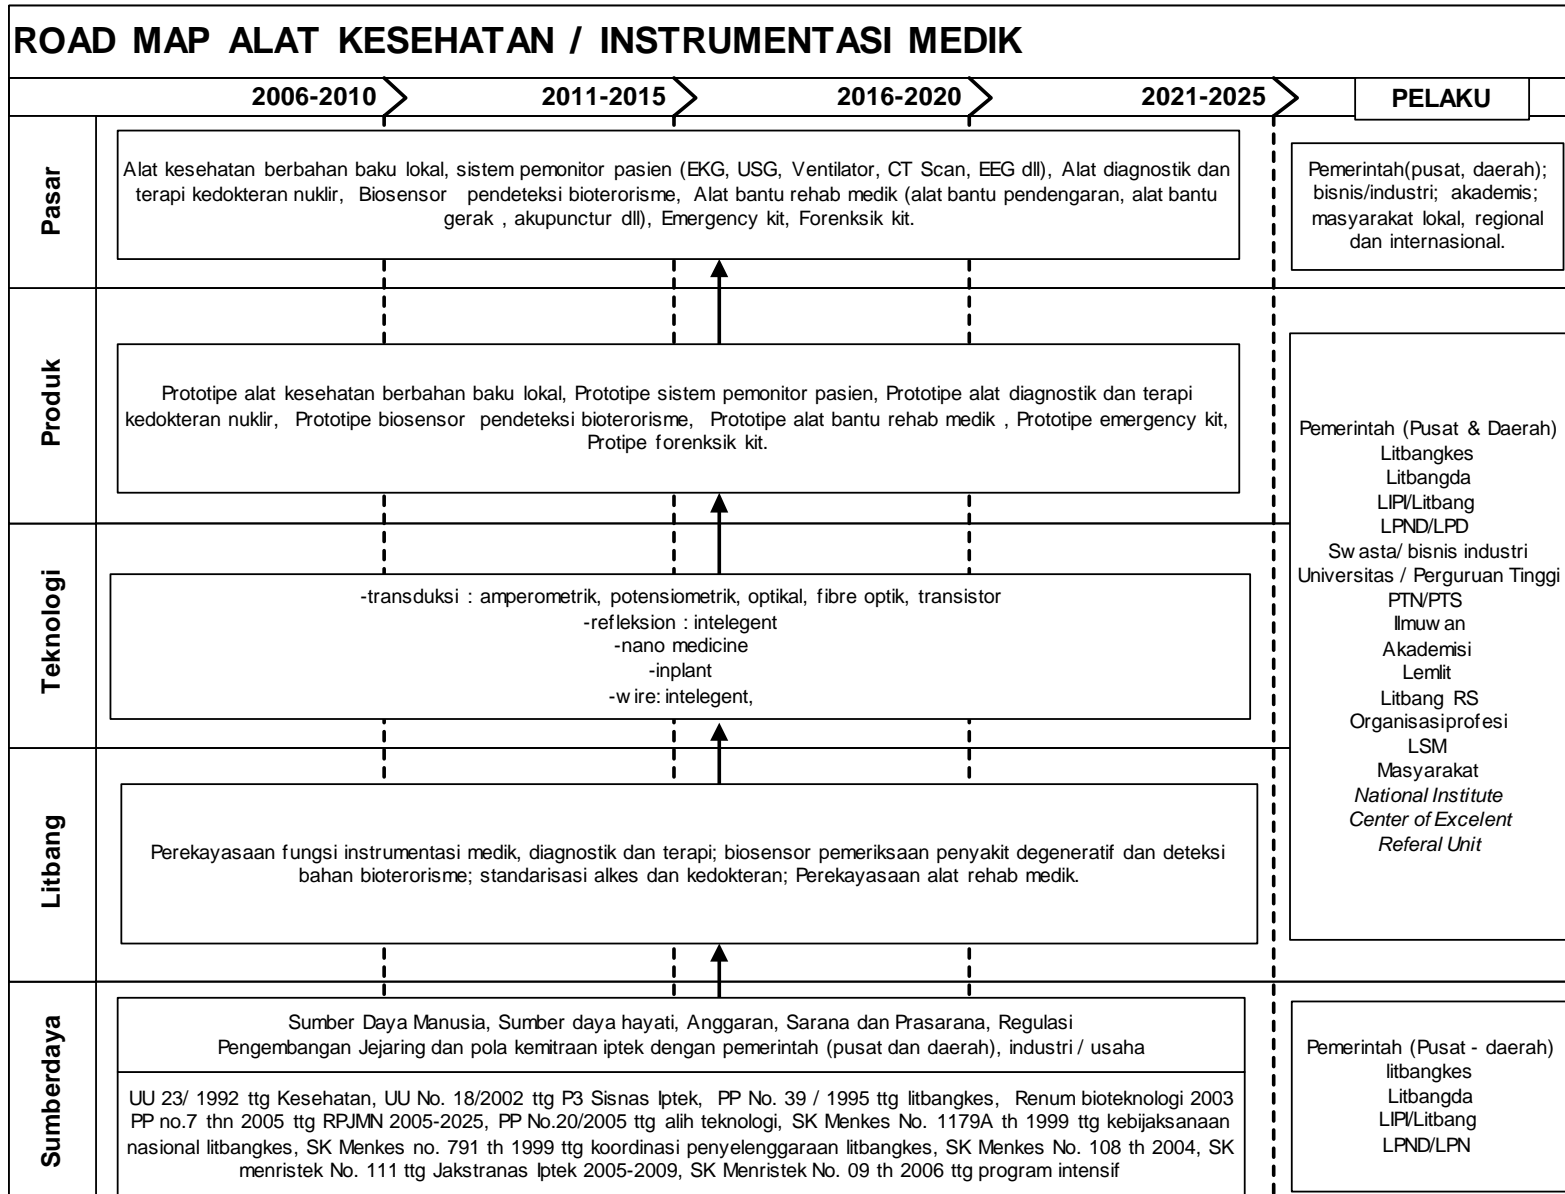 ROAD MAP ALAT KESEHATAN / INSTRUMENTASI MEDIK
2006-2010
2011-2015
2016-2020
2021-2025
PELAKU
Pasar
Alat kesehatan berbahan baku lokal, sistem pemonitor pasien (EKG, USG, Ventilator, CT Scan, EEG dll), Alat diagnostik dan
terapi kedokteran nuklir, Biosensor pendeteksi bioterorisme, Alat bantu rehab medik (alat bantu pendengaran, alat bantu
gerak , akupunctur dll), Emergency kit, Forenksik kit.
Pemerintah(pusat, daerah);
bisnis/industri; akademis;
masyarakat lokal, regional
dan internasional.
Produk
Prototipe alat kesehatan berbahan baku lokal, Prototipe sistem pemonitor pasien, Prototipe alat diagnostik dan terapi
kedokteran nuklir, Prototipe biosensor pendeteksi bioterorisme, Prototipe alat bantu rehab medik , Prototipe emergency kit,
Protipe forenksik kit.
Teknologi
-transduksi : amperometrik, potensiometrik, optikal, fibre optik, transistor
-refleksion : intelegent
-nano medicine
-inplant
-wire: intelegent,
Litbang
Perekayasaan fungsi instrumentasi medik, diagnostik dan terapi; biosensor pemeriksaan penyakit degeneratif dan deteksi
bahan bioterorisme; standarisasi alkes dan kedokteran; Perekayasaan alat rehab medik.
Pemerintah (Pusat & Daerah)
Litbangkes
Litbangda
LIPI/Litbang
LPND/LPD
Swasta/ bisnis industri
Universitas / Perguruan Tinggi
PTN/PTS
Ilmuwan
Akademisi
Lemlit
Litbang RS
Organisasiprofesi
LSM
Masyarakat
National Institute
Center of Excelent
Referal Unit
Sumberdaya
Sumber Daya Manusia, Sumber daya hayati, Anggaran, Sarana dan Prasarana, Regulasi
Pengembangan Jejaring dan pola kemitraan iptek dengan pemerintah (pusat dan daerah), industri / usaha
UU 23/ 1992 ttg Kesehatan, UU No. 18/2002 ttg P3 Sisnas Iptek, PP No. 39 / 1995 ttg litbangkes, Renum bioteknologi 2003
PP no.7 thn 2005 ttg RPJMN 2005-2025, PP No.20/2005 ttg alih teknologi, SK Menkes No. 1179A th 1999 ttg kebijaksanaan
nasional litbangkes, SK Menkes no. 791 th 1999 ttg koordinasi penyelenggaraan litbangkes, SK Menkes No. 108 th 2004, SK
menristek No. 111 ttg Jakstranas Iptek 2005-2009, SK Menristek No. 09 th 2006 ttg program intensif
Pemerintah (Pusat - daerah)
litbangkes
Litbangda
LIPI/Litbang
LPND/LPN